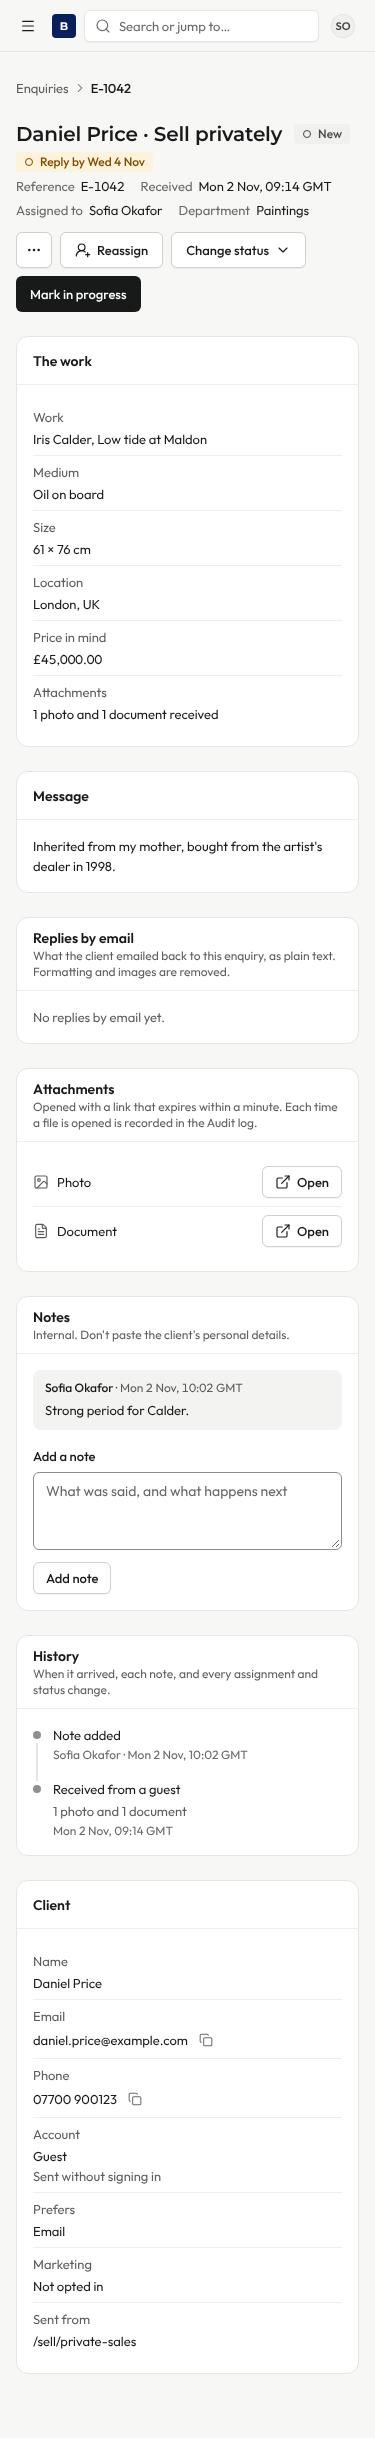 B
Search or jump to...
SO
Enquiries > E-1042
Daniel Price · Sell privately
New
Reply by Wed 4 Nov
Reference E-1042 Received Mon 2 Nov, 09:14 GMT
Assigned to Sofia Okafor Department Paintings
Reassign
Change status
Mark in progress
The work
Work
Iris Calder, Low tide at Maldon
Medium
Oil on board
Size
61 × 76 cm
Location
London, UK
Price in mind
£45,000.00
Attachments
1 photo and 1 document received
Message
Inherited from my mother, bought from the artist's
dealer in 1998.
Replies by email
What the client emailed back to this enquiry, as plain text.
Formatting and images are removed.
No replies by email yet.
Attachments
Opened with a link that expires within a minute. Each time
a file is opened is recorded in the Audit log.
Photo
Open
Document
Open
Notes
Internal. Don't paste the client's personal details.
Sofia Okafor · Mon 2 Nov, 10:02 GMT
Strong period for Calder.
Add a note
What was said, and what happens next
Add note
History
When it arrived, each note, and every assignment and
status change.
Note added
Sofia Okafor · Mon 2 Nov, 10:02 GMT
Received from a guest
1 photo and 1 document
Mon 2 Nov, 09:14 GMT
Client
Name
Daniel Price
Email
daniel.price@example.com
Phone
07700 900123
Account
Guest
Sent without signing in
Prefers
Email
Marketing
Not opted in
Sent from
/sell/private-sales